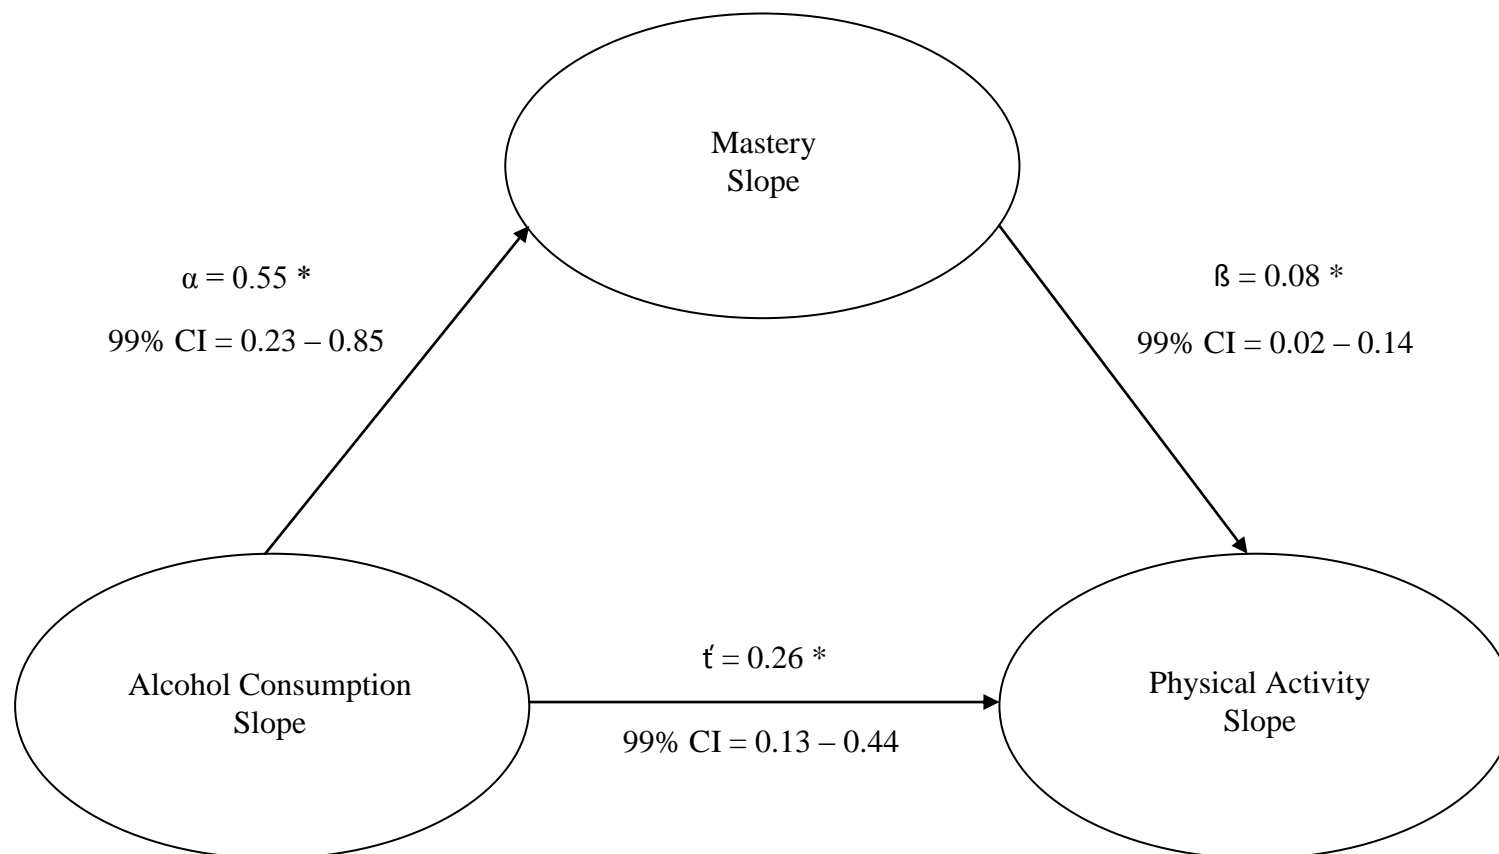 Mastery
Slope
α = 0.55 *
99% CI = 0.23 – 0.85
ß = 0.08 *
99% CI = 0.02 – 0.14
t́ = 0.26 *
99% CI = 0.13 – 0.44
Alcohol Consumption
Slope
Physical Activity
Slope